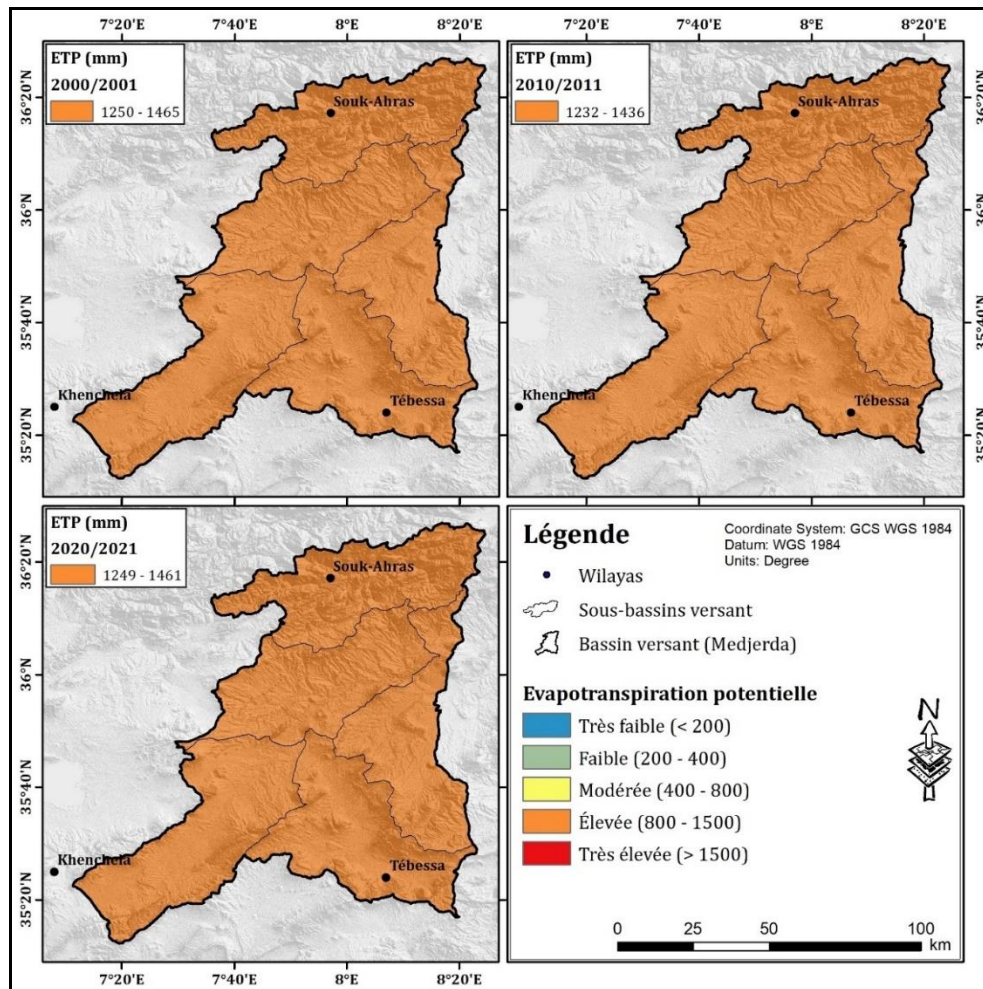 7°20'E 7°40'E 8°E 8°20'E 7°20'E 7°40'E 8°E 8°20'E
ETP (mm)
2000/2001
1250 - 1465
36°20'N
36°N
35°40'N
35°20'N
Souk-Ahras
Khenchela
Tébessa
ETP (mm)
2010/2011
1232 - 1436
Souk-Ahras
Khenchela
Tébessa
36°20'N
36°N
35°40'N
35°20'N
ETP (mm)
2020/2021
1249 - 1461
36°20'N
36°N
35°40'N
35°20'N
Souk-Ahras
Khenchela
Tébessa
7°20'E 7°40'E 8°E 8°20'E
Légende
Coordinate System: GCS WGS 1984
Datum: WGS 1984
Units: Degree
Wilayas
Sous-bassins versant
Bassin versant (Medjerda)
Evapotranspiration potentielle
Très faible (< 200)
Faible (200 - 400)
Modérée (400 - 800)
Élevée (800 - 1500)
Très élevée (> 1500)
N
0 25 50 100
km